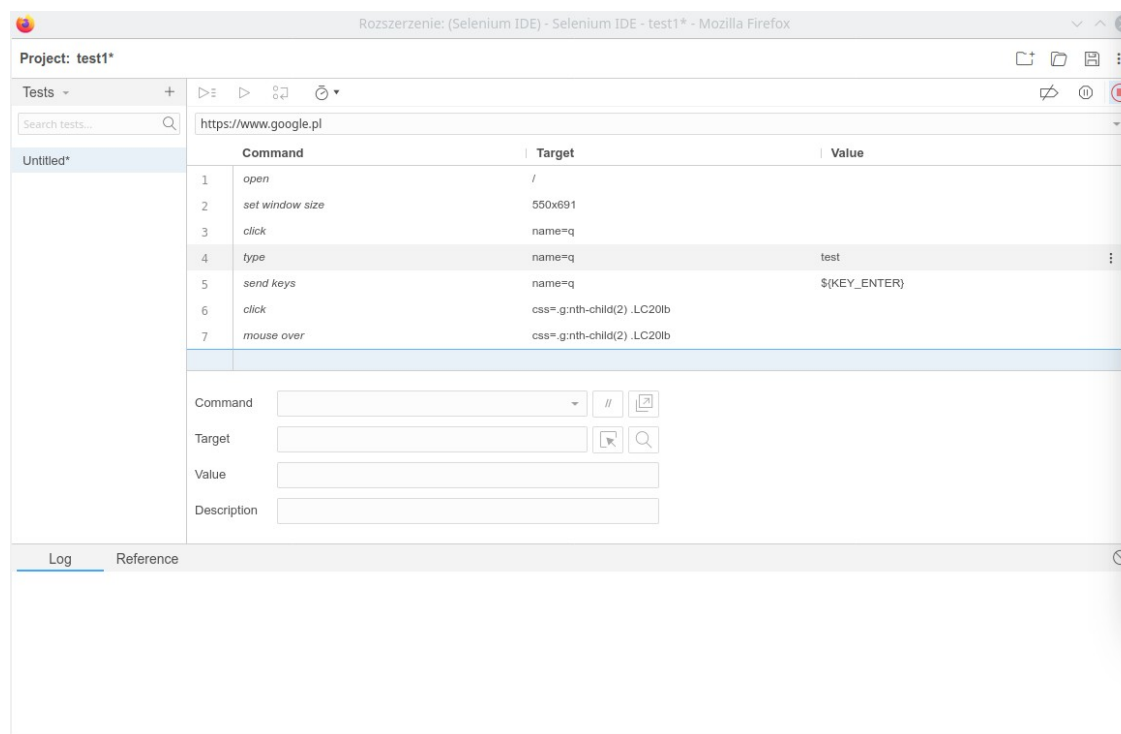 Rozszerzenie: (Selenium IDE) - Selenium IDE - test1* - Mozilla Firefox
Project: test1*
Tests
Search tests...
https://www.google.pl
Untitled*
Command Target Value
1 open /
2 set window size 550x691
3 click name=q
4 type name=q test
5 send keys name=q ${KEY_ENTER}
6 click css=.g:nth-child(2) .LC20lb
7 mouse over css=.g:nth-child(2) .LC20lb
Command //
Target
Value
Description
Log Reference